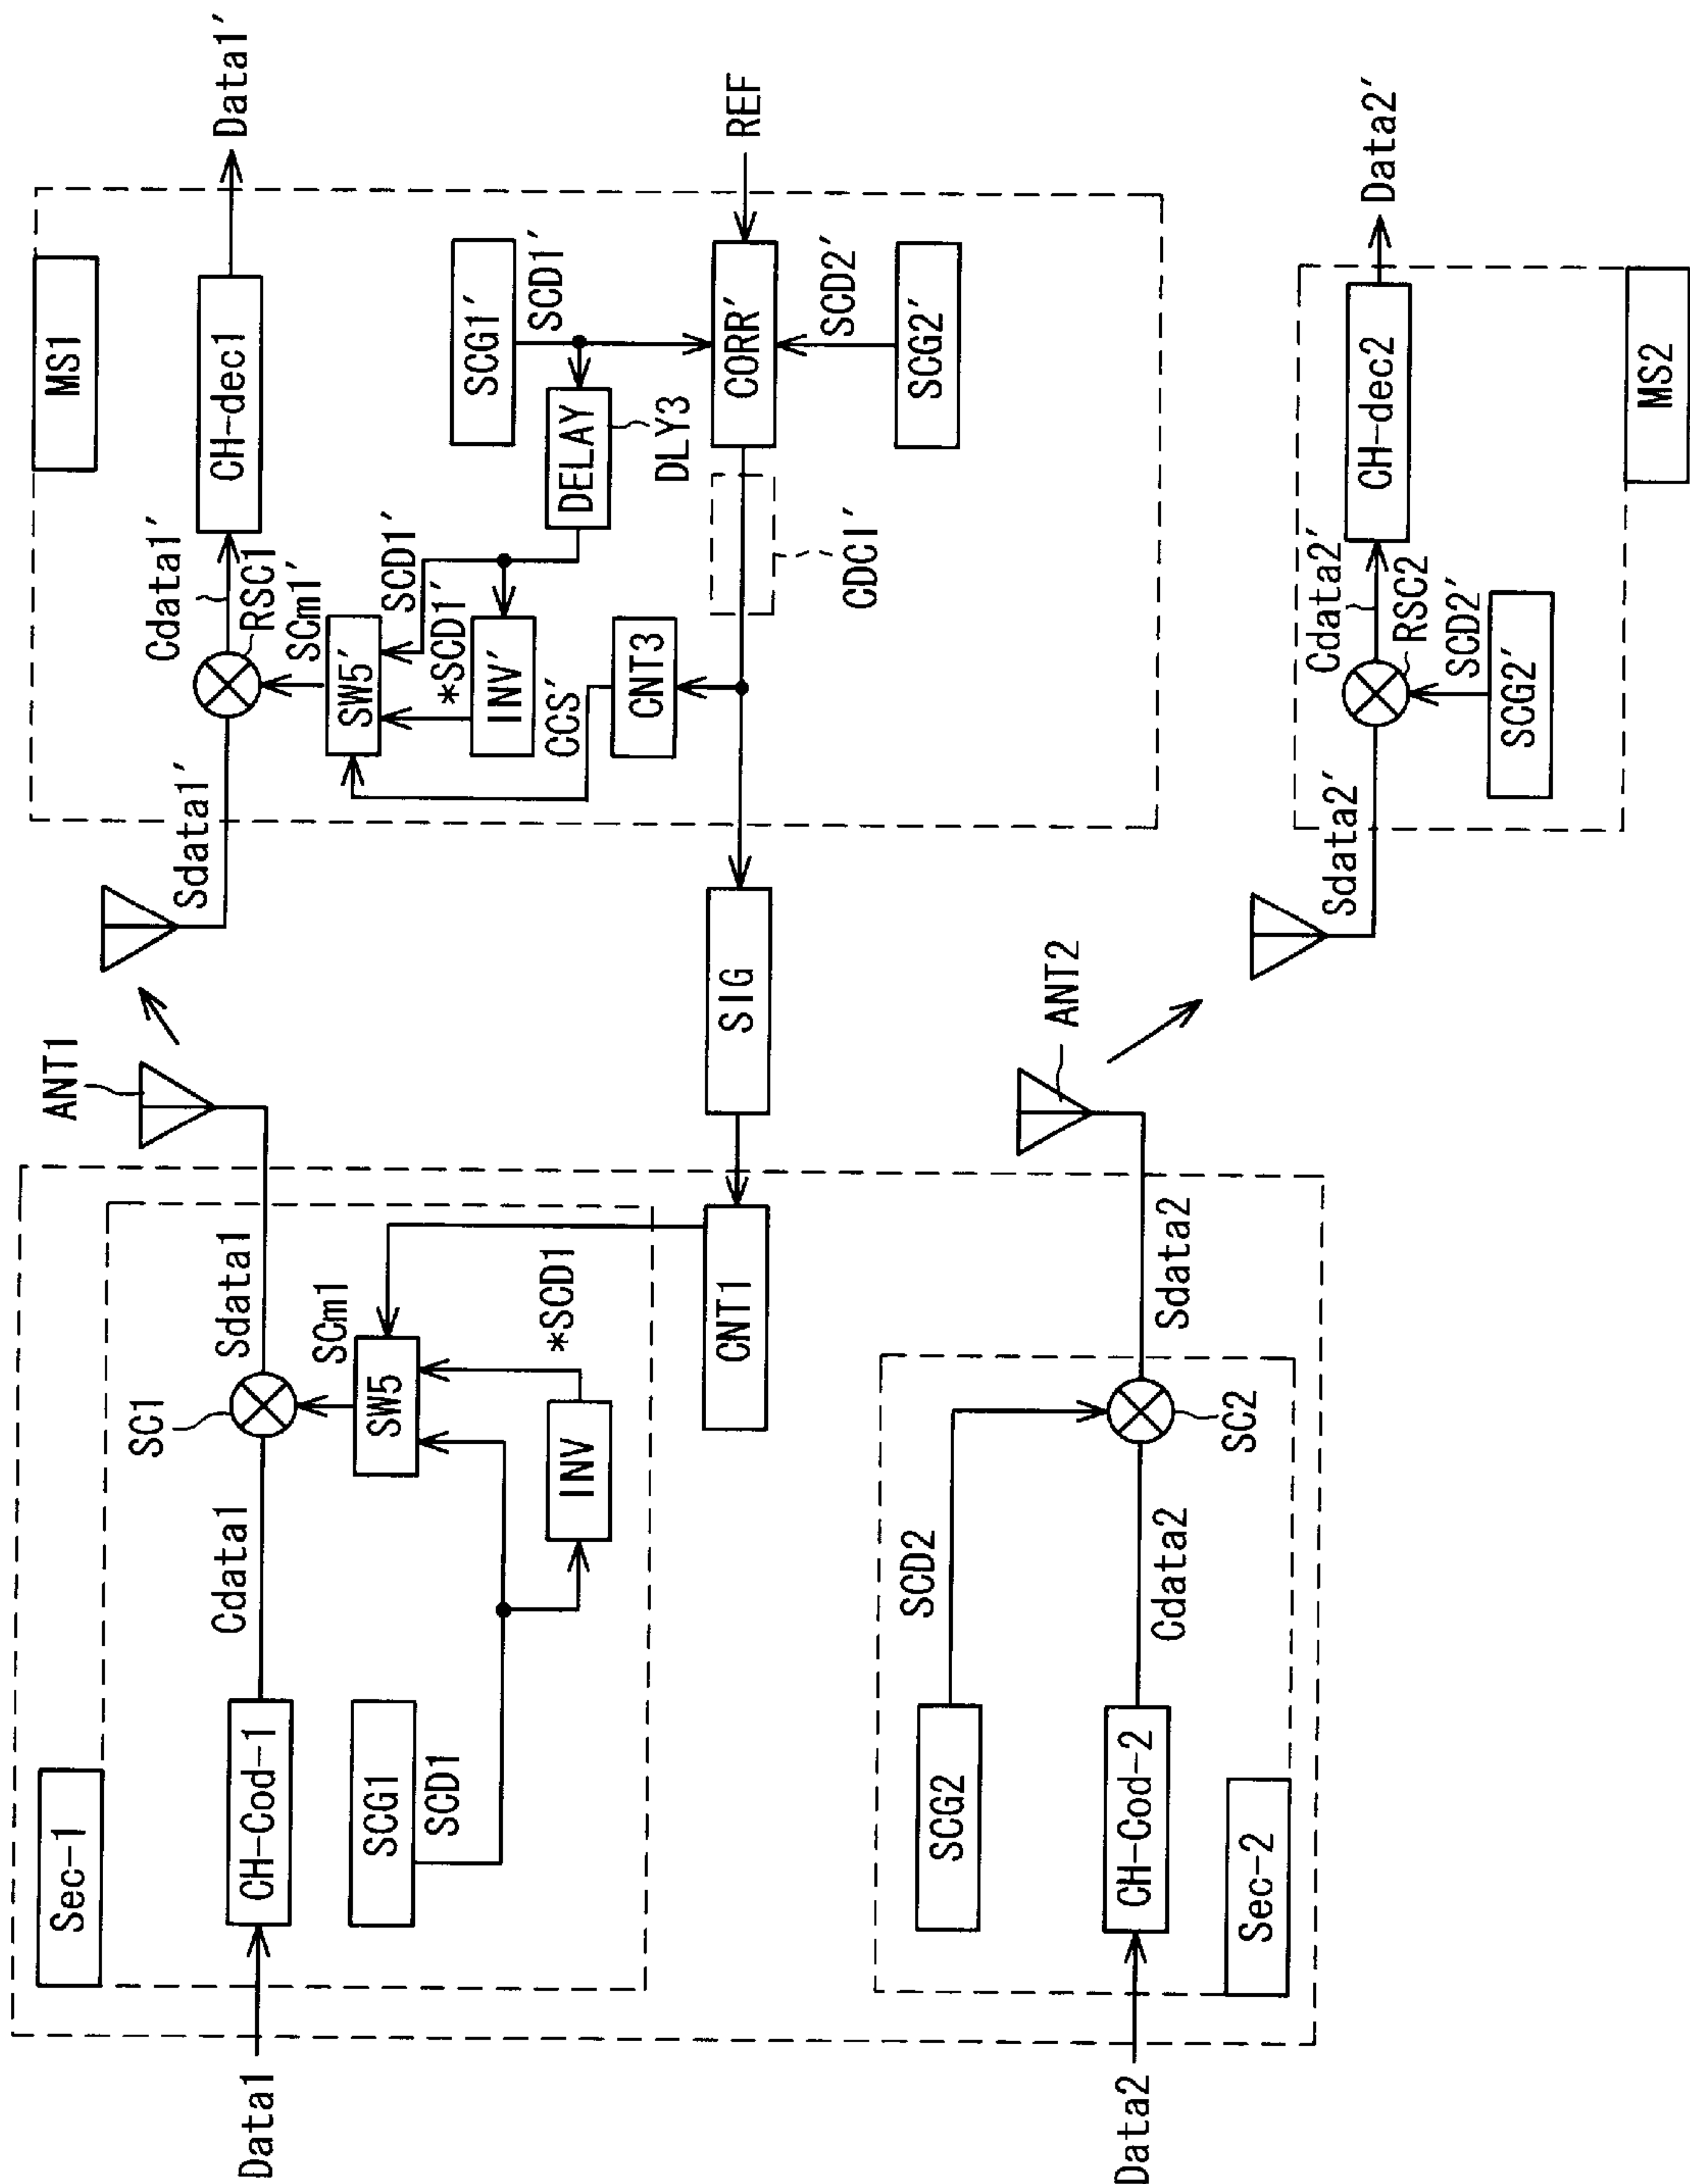 Sec-1
Data1
CH-Cod-1
Cdata1
SC1
Sdata1
ANT1
SCG1
SCD1
SW5
SCm1
INV
*SCD1
CNT1
SIG
Data2
CH-Cod-2
Cdata2
SCG2
SCD2
SC2
Sdata2
ANT2
Sec-2
MS1
Sdata1'
Cdata1'
RSC1
CH-dec1
Data1'
SCm1'
SW5'
SCD1'
*SCD1'
INV'
CCS'
CNT3
DELAY
DLY3
SCG1'
SCD1'
CORR'
REF
CDC1'
SCD2'
SCG2'
Sdata2'
Cdata2'
RSC2
CH-dec2
Data2'
SCD2'
SCG2'
MS2